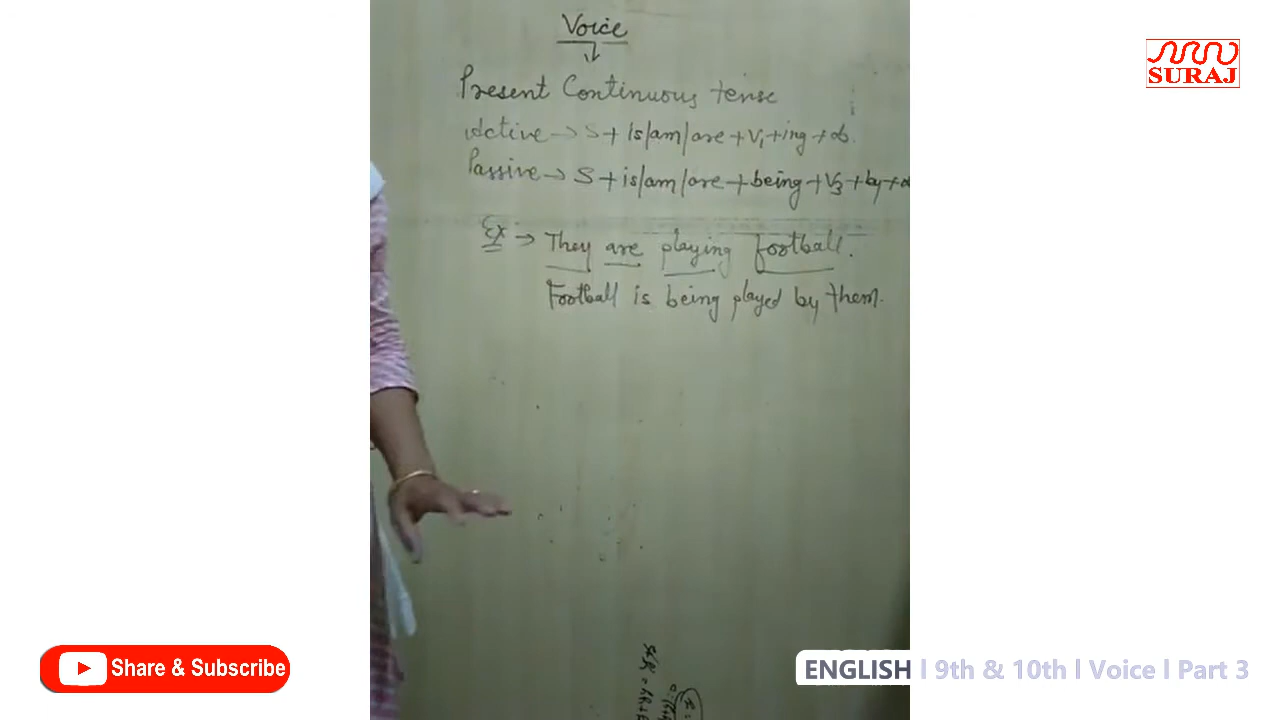 Voice
SURAJ
Present Continuous tense
Active → S + is/am/are + V1 + ing + o.
Passive → S + is/am/are + being + V3 + by + o
Ex → They are playing football.
Football is being played by them.
Share & Subscribe
ENGLISH | 9th & 10th | Voice | Part 3